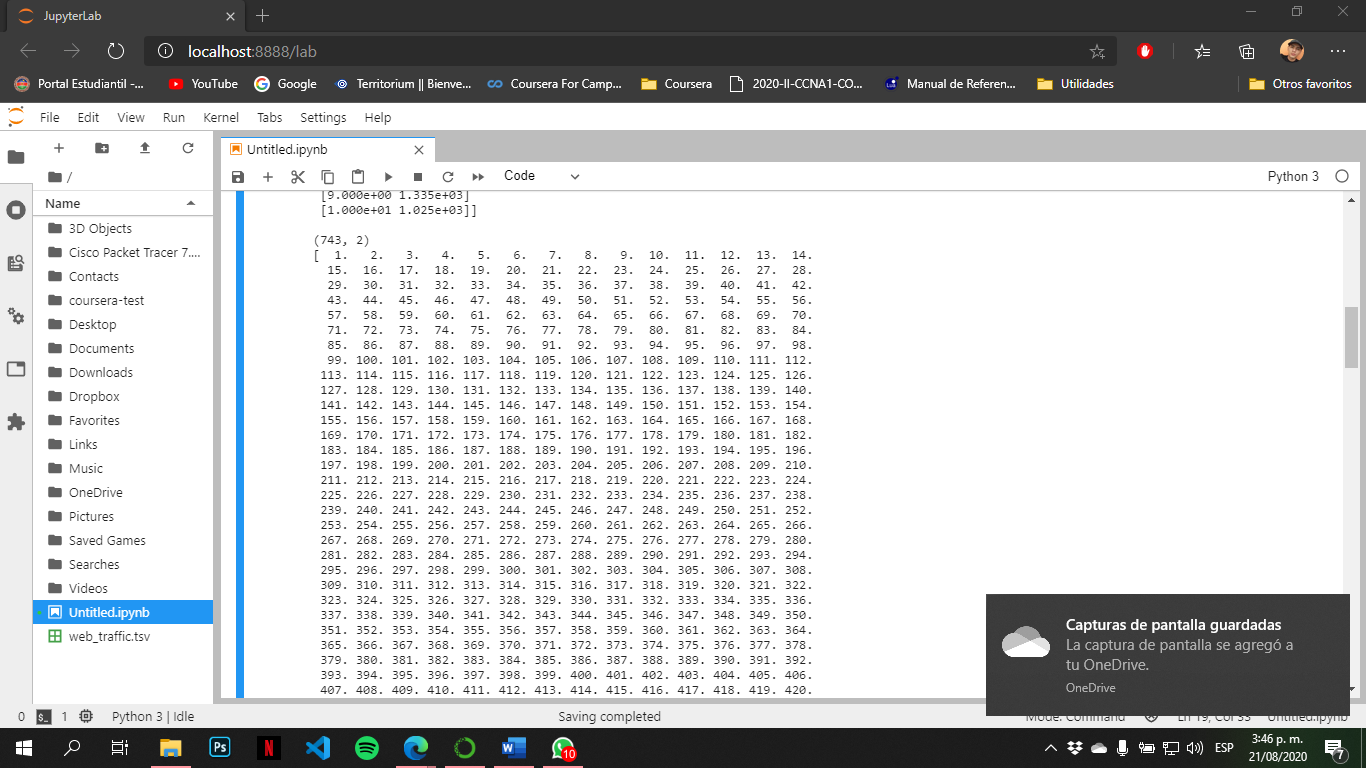 JupyterLab
localhost:8888/lab
Portal Estudiantil -... YouTube Google Territorium || Bienve... Coursera For Camp... Coursera 2020-II-CCNA1-CO... Manual de Referen... Utilidades Otros favoritos
File Edit View Run Kernel Tabs Settings Help
Untitled.ipynb
Code Python 3
/
Name
3D Objects
Cisco Packet Tracer 7....
Contacts
coursera-test
Desktop
Documents
Downloads
Dropbox
Favorites
Links
Music
OneDrive
Pictures
Saved Games
Searches
Videos
Untitled.ipynb
web_traffic.tsv
[9.000e+00 1.335e+03]
[1.000e+01 1.025e+03]]
(743, 2)
[ 1. 2. 3. 4. 5. 6. 7. 8. 9. 10. 11. 12. 13. 14.
15. 16. 17. 18. 19. 20. 21. 22. 23. 24. 25. 26. 27. 28.
29. 30. 31. 32. 33. 34. 35. 36. 37. 38. 39. 40. 41. 42.
43. 44. 45. 46. 47. 48. 49. 50. 51. 52. 53. 54. 55. 56.
57. 58. 59. 60. 61. 62. 63. 64. 65. 66. 67. 68. 69. 70.
71. 72. 73. 74. 75. 76. 77. 78. 79. 80. 81. 82. 83. 84.
85. 86. 87. 88. 89. 90. 91. 92. 93. 94. 95. 96. 97. 98.
99. 100. 101. 102. 103. 104. 105. 106. 107. 108. 109. 110. 111. 112.
113. 114. 115. 116. 117. 118. 119. 120. 121. 122. 123. 124. 125. 126.
127. 128. 129. 130. 131. 132. 133. 134. 135. 136. 137. 138. 139. 140.
141. 142. 143. 144. 145. 146. 147. 148. 149. 150. 151. 152. 153. 154.
155. 156. 157. 158. 159. 160. 161. 162. 163. 164. 165. 166. 167. 168.
169. 170. 171. 172. 173. 174. 175. 176. 177. 178. 179. 180. 181. 182.
183. 184. 185. 186. 187. 188. 189. 190. 191. 192. 193. 194. 195. 196.
197. 198. 199. 200. 201. 202. 203. 204. 205. 206. 207. 208. 209. 210.
211. 212. 213. 214. 215. 216. 217. 218. 219. 220. 221. 222. 223. 224.
225. 226. 227. 228. 229. 230. 231. 232. 233. 234. 235. 236. 237. 238.
239. 240. 241. 242. 243. 244. 245. 246. 247. 248. 249. 250. 251. 252.
253. 254. 255. 256. 257. 258. 259. 260. 261. 262. 263. 264. 265. 266.
267. 268. 269. 270. 271. 272. 273. 274. 275. 276. 277. 278. 279. 280.
281. 282. 283. 284. 285. 286. 287. 288. 289. 290. 291. 292. 293. 294.
295. 296. 297. 298. 299. 300. 301. 302. 303. 304. 305. 306. 307. 308.
309. 310. 311. 312. 313. 314. 315. 316. 317. 318. 319. 320. 321. 322.
323. 324. 325. 326. 327. 328. 329. 330. 331. 332. 333. 334. 335. 336.
337. 338. 339. 340. 341. 342. 343. 344. 345. 346. 347. 348. 349. 350.
351. 352. 353. 354. 355. 356. 357. 358. 359. 360. 361. 362. 363. 364.
365. 366. 367. 368. 369. 370. 371. 372. 373. 374. 375. 376. 377. 378.
379. 380. 381. 382. 383. 384. 385. 386. 387. 388. 389. 390. 391. 392.
393. 394. 395. 396. 397. 398. 399. 400. 401. 402. 403. 404. 405. 406.
407. 408. 409. 410. 411. 412. 413. 414. 415. 416. 417. 418. 419. 420.
Capturas de pantalla guardadas
La captura de pantalla se agregó a
tu OneDrive.
OneDrive
0 1 Python 3 | Idle Saving completed Mode: Command Ln 19, Col 33 Untitled.ipynb
Ps N W 10 ESP 3:46 p. m. 7
21/08/2020